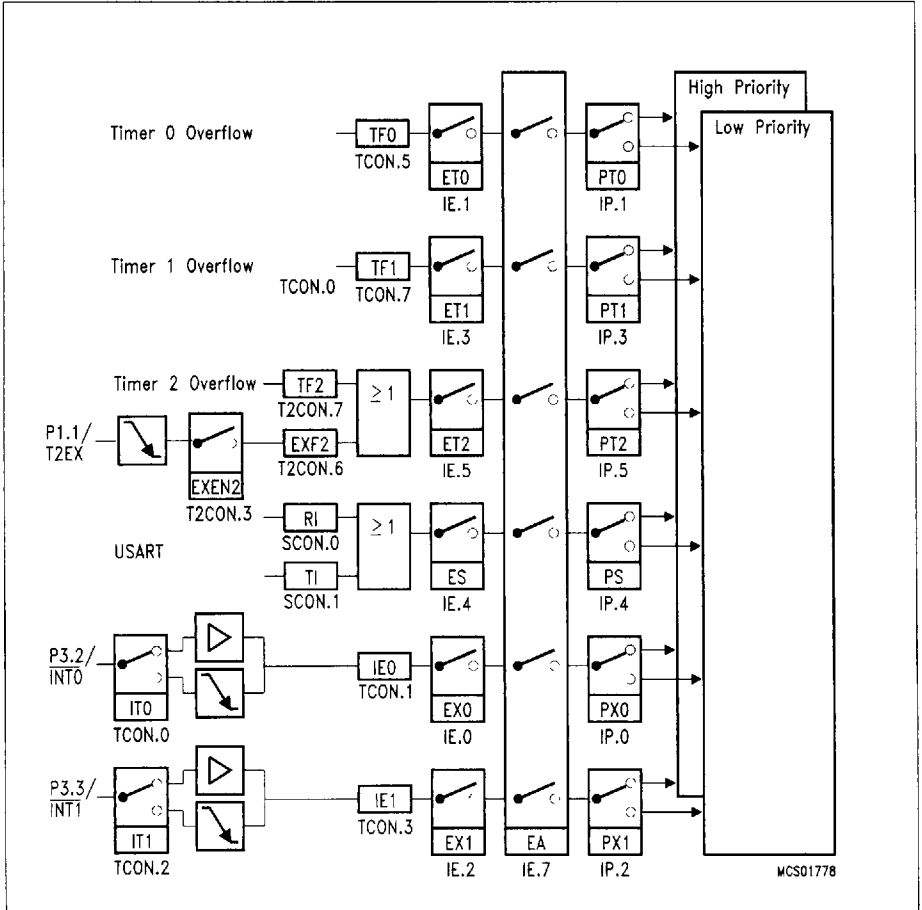 High Priority
Low Priority
Timer 0 Overflow
TF0
TCON.5
ET0
IE.1
PT0
IP.1
Timer 1 Overflow
TCON.0
TF1
TCON.7
ET1
IE.3
PT1
IP.3
Timer 2 Overflow
TF2
T2CON.7
≥1
P1.1/
T2EX
EXEN2
T2CON.3
EXF2
T2CON.6
ET2
IE.5
PT2
IP.5
USART
RI
SCON.0
≥1
TI
SCON.1
ES
IE.4
PS
IP.4
P3.2/
INT0
IT0
TCON.0
IE0
TCON.1
EX0
IE.0
PX0
IP.0
P3.3/
INT1
IT1
TCON.2
IE1
TCON.3
EX1
IE.2
EA
IE.7
PX1
IP.2
MCS01778